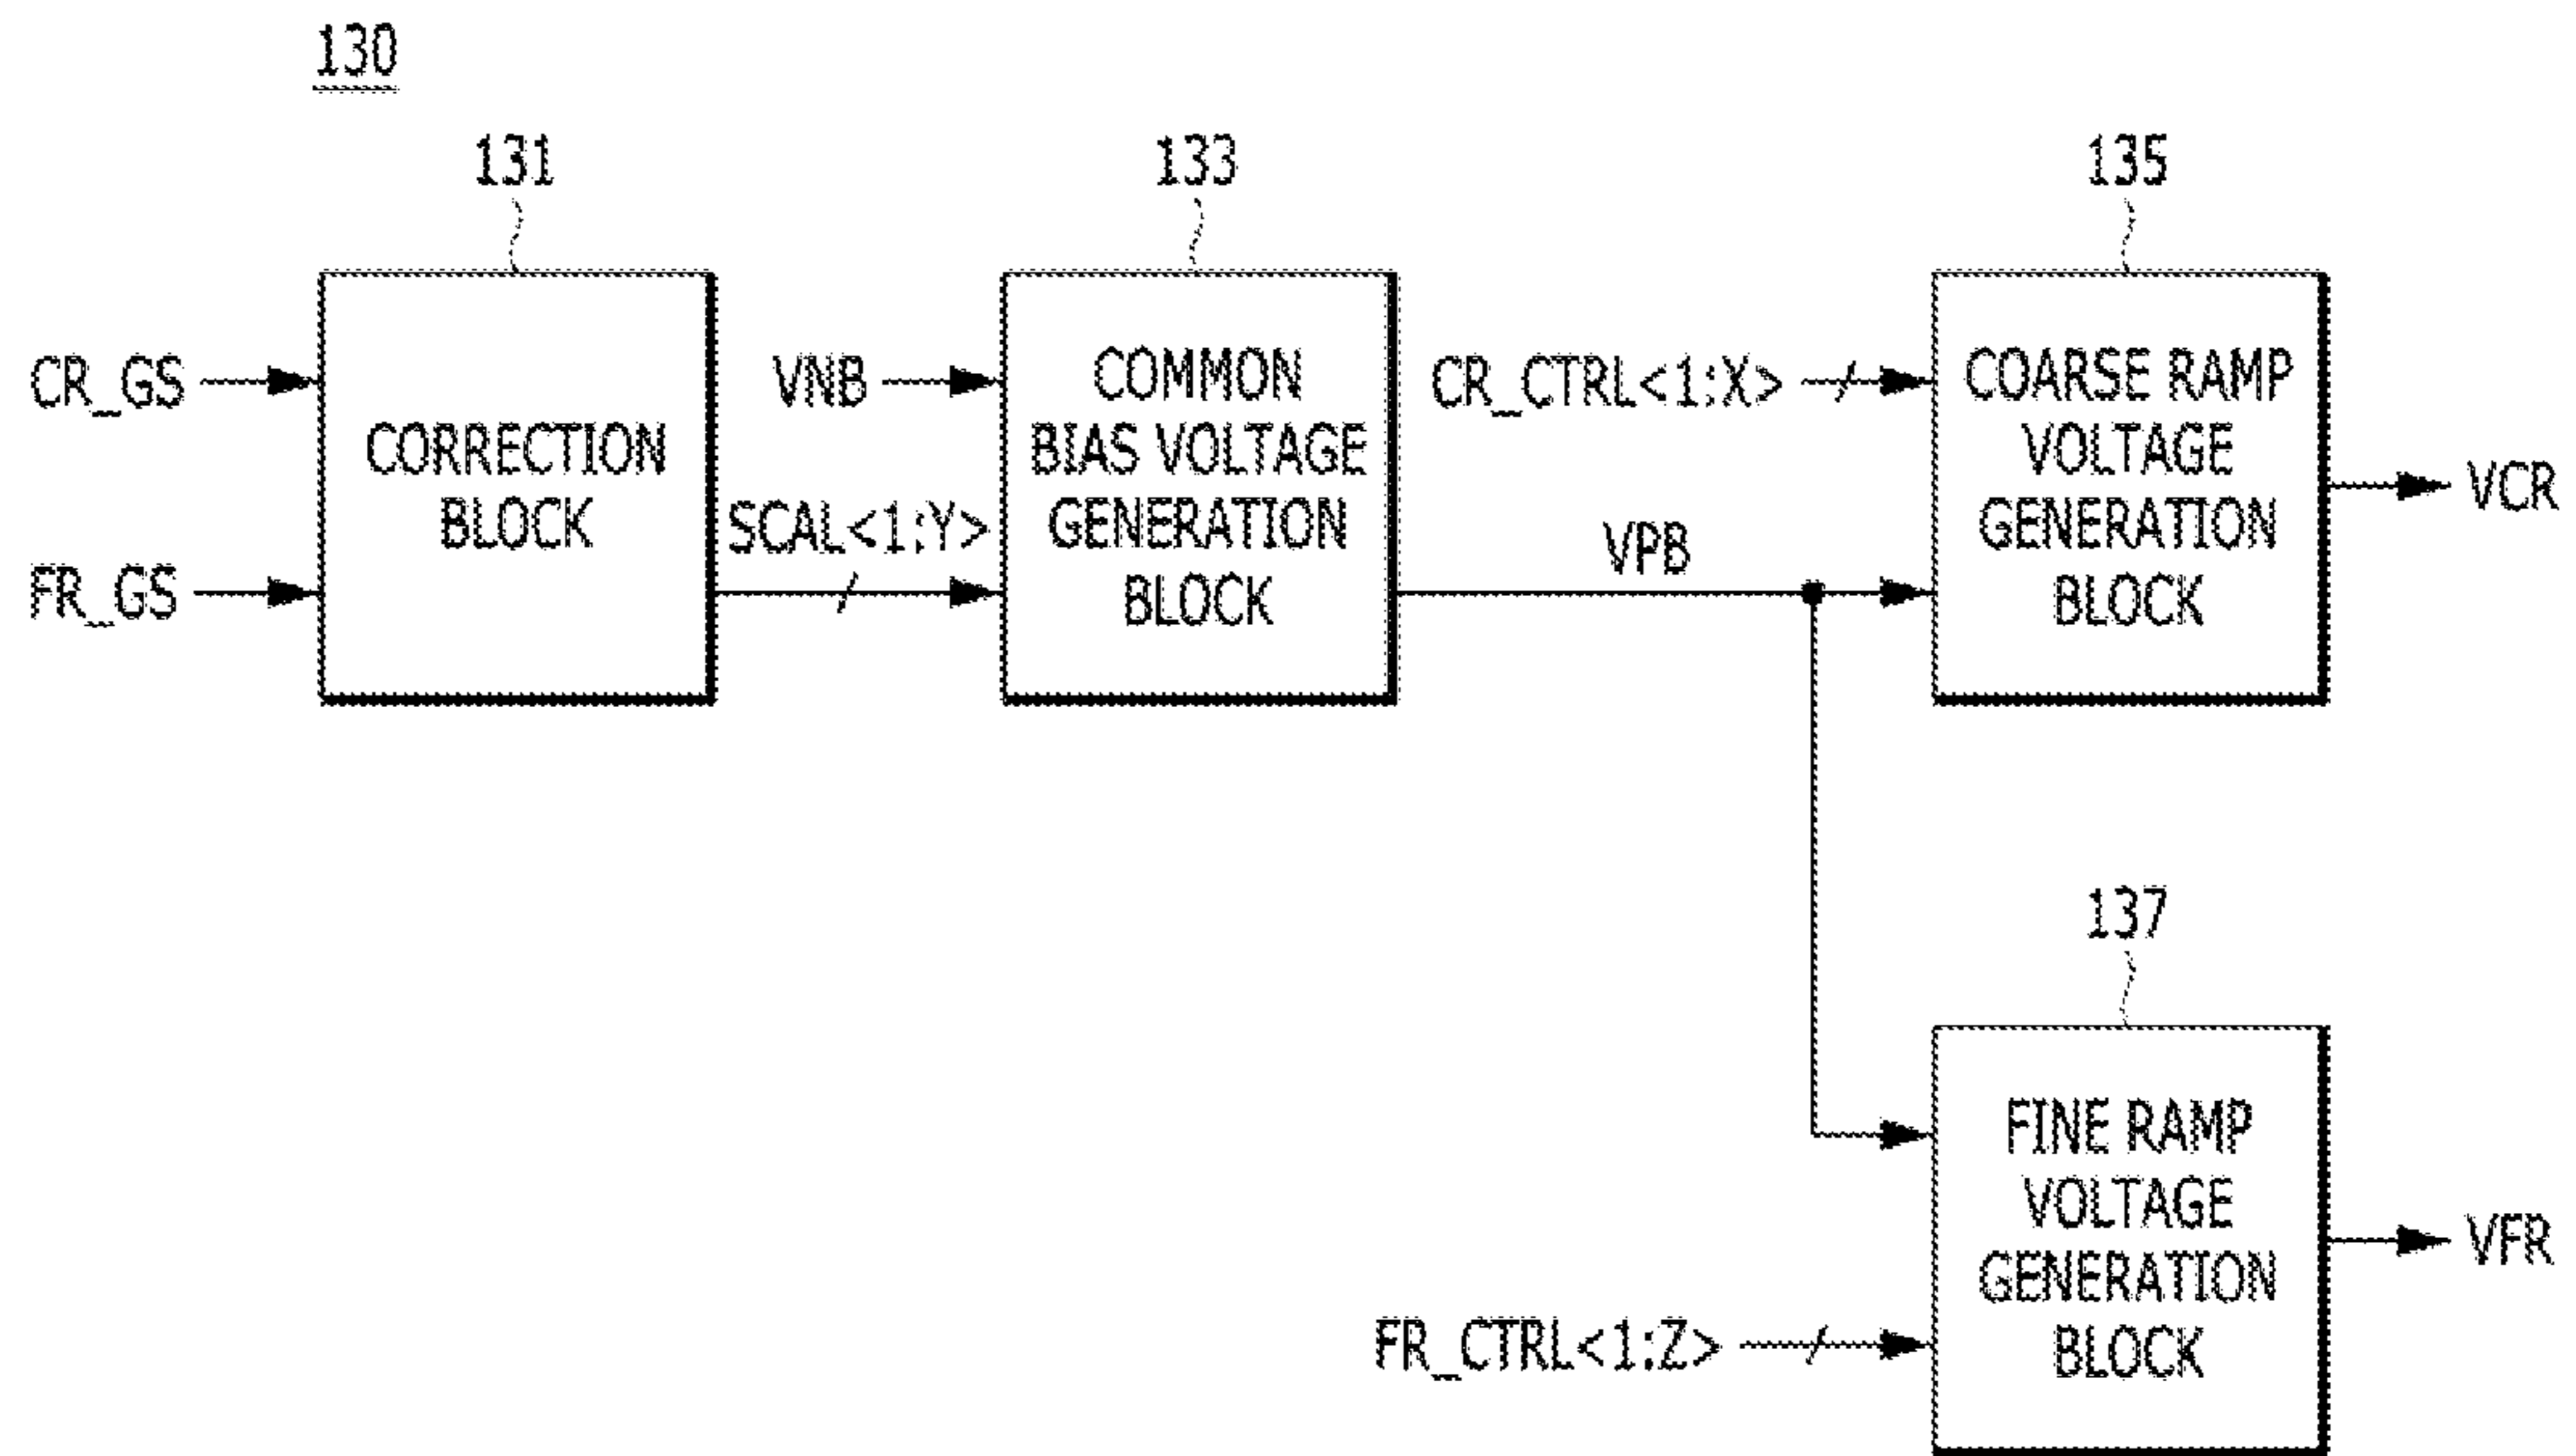 130
131
133
135
CR_GS
FR_GS
CORRECTION
BLOCK
VNB
SCAL<1:Y>
COMMON
BIAS VOLTAGE
GENERATION
BLOCK
CR_CTRL<1:X>
VPB
COARSE RAMP
VOLTAGE
GENERATION
BLOCK
VCR
137
FINE RAMP
VOLTAGE
GENERATION
BLOCK
FR_CTRL<1:Z>
VFR